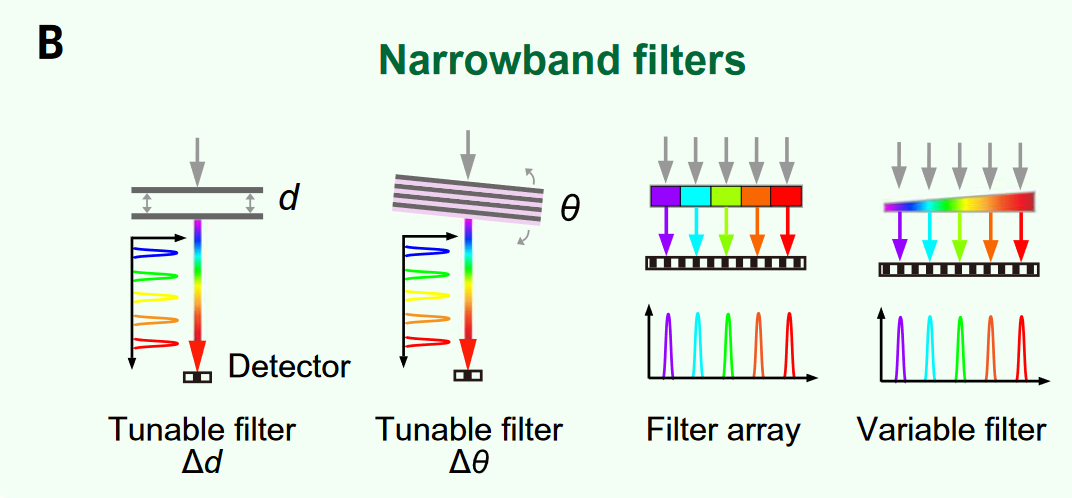 B
Narrowband filters
d
θ
Detector
Tunable filter
Δd
Tunable filter
Δθ
Filter array
Variable filter